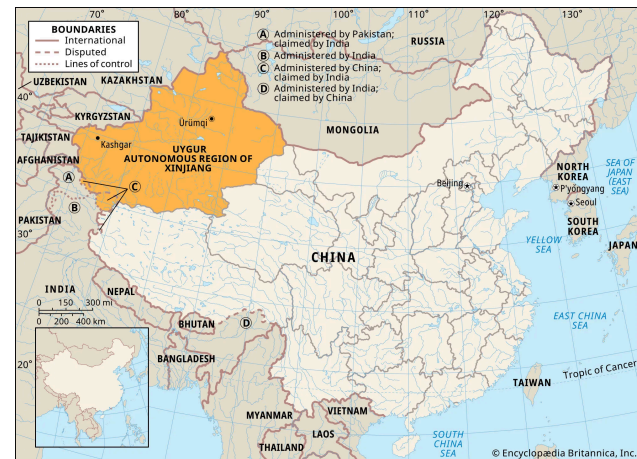 70°
80°
90°
100°
110°
120°
130°
BOUNDARIES
International
Disputed
Lines of control
A Administered by Pakistan;
claimed by India
B Administered by India
C Administered by China;
claimed by India
D Administered by India;
claimed by China
RUSSIA
UZBEKISTAN
KAZAKHSTAN
40°
KYRGYZSTAN
Ürümqi
MONGOLIA
TAJIKISTAN
Kashgar
UYGUR
AUTONOMOUS REGION OF
XINJIANG
AFGHANISTAN
A
C
B
PAKISTAN
Beijing
NORTH
KOREA
P'yŏngyang
Seoul
SOUTH
KOREA
SEA OF
JAPAN
(EAST
SEA)
30°
CHINA
YELLOW
SEA
JAPAN
INDIA
NEPAL
0 150 300 mi
0 200 400 km
BHUTAN
D
EAST CHINA
SEA
BANGLADESH
20°
TAIWAN
Tropic of Cancer
MYANMAR
VIETNAM
LAOS
THAILAND
SOUTH
CHINA
SEA
© Encyclopædia Britannica, Inc.